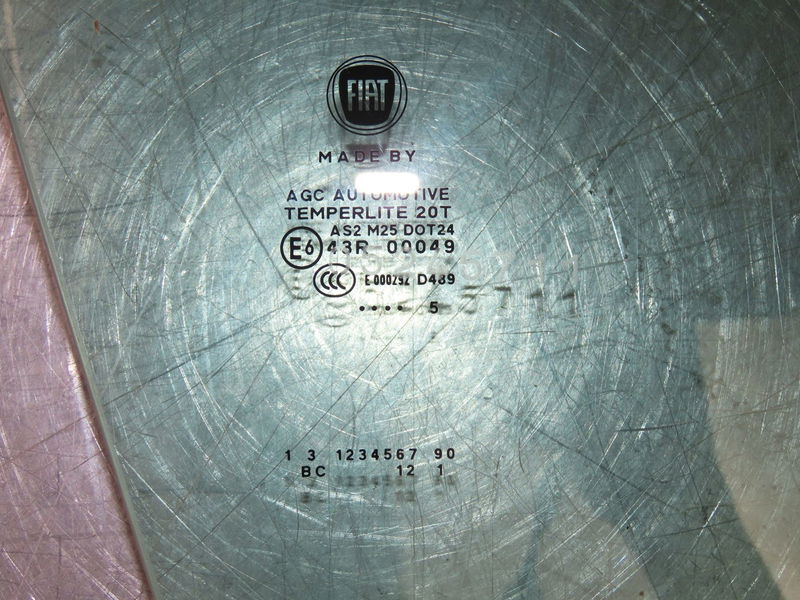 FIAT
MADE BY
AGC AUTOMOTIVE
TEMPERLITE 20T
AS2 M25 DOT24
E6 43R-00049
CCC E000292 D489
•••• 5
1 3 1234567 90
BC 12 1
5711